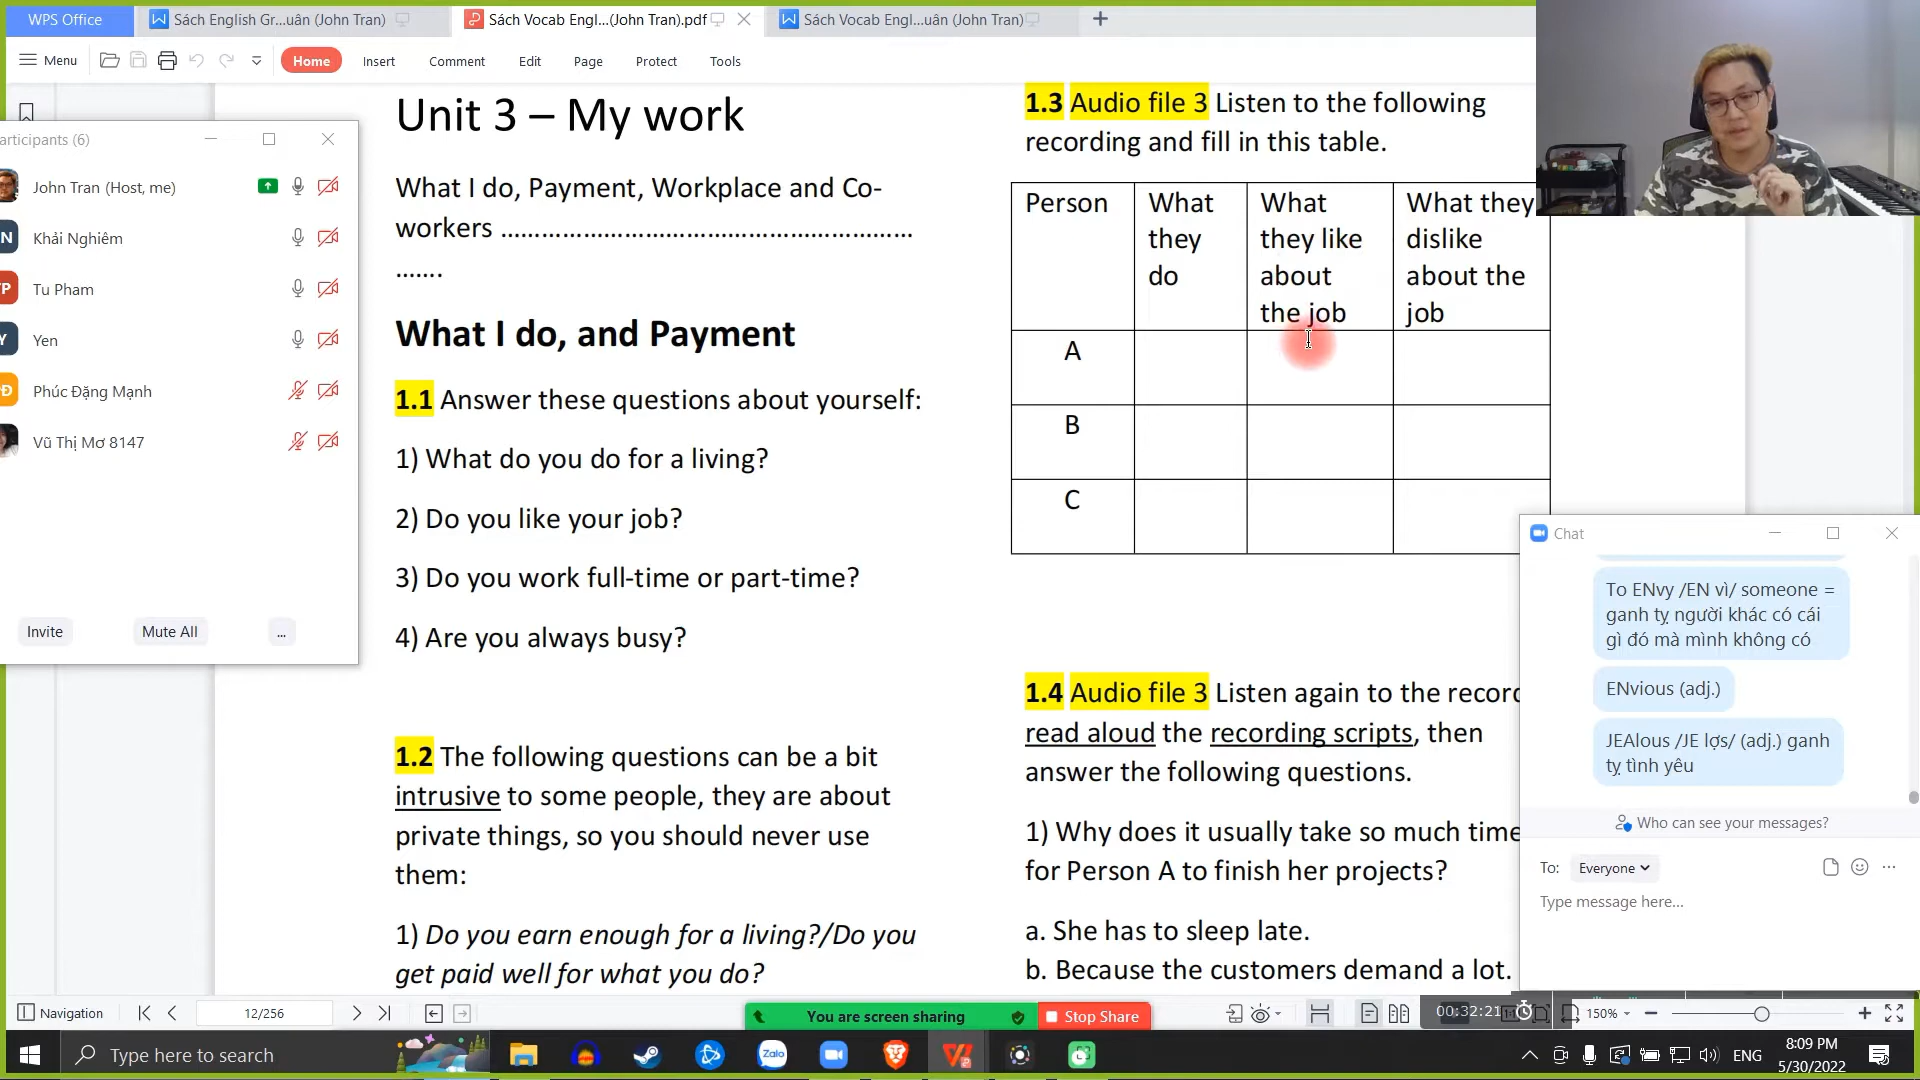 WPS Office
Sách English Gr...uân (John Tran)
Sách Vocab Engl...(John Tran).pdf
Sách Vocab Engl...uân (John Tran)
Menu
Home
Insert
Comment
Edit
Page
Protect
Tools
articipants (6)
John Tran (Host, me)
N
Khải Nghiêm
P
Tu Pham
Y
Yen
Đ
Phúc Đặng Mạnh
Vũ Thị Mơ 8147
Invite
Mute All
...
Unit 3 – My work
What I do, Payment, Workplace and Co-
workers ............................................................
.......
What I do, and Payment
1.1 Answer these questions about yourself:
1) What do you do for a living?
2) Do you like your job?
3) Do you work full-time or part-time?
4) Are you always busy?
1.2 The following questions can be a bit
intrusive to some people, they are about
private things, so you should never use
them:
1) Do you earn enough for a living?/Do you
get paid well for what you do?
1.3 Audio file 3 Listen to the following
recording and fill in this table.
Person
What
they
do
What
they like
about
the job
What they
dislike
about the
job
A
B
C
1.4 Audio file 3 Listen again to the record
read aloud the recording scripts, then
answer the following questions.
1) Why does it usually take so much time
for Person A to finish her projects?
a. She has to sleep late.
b. Because the customers demand a lot.
Chat
To ENvy /EN vì/ someone =
ganh tỵ người khác có cái
gì đó mà mình không có
ENvious (adj.)
JEAlous /JE lợs/ (adj.) ganh
tỵ tình yêu
Who can see your messages?
To: Everyone
Type message here...
Navigation
12/256
You are screen sharing
Stop Share
00:32:21
150%
Type here to search
Zalo
ENG
8:09 PM
5/30/2022